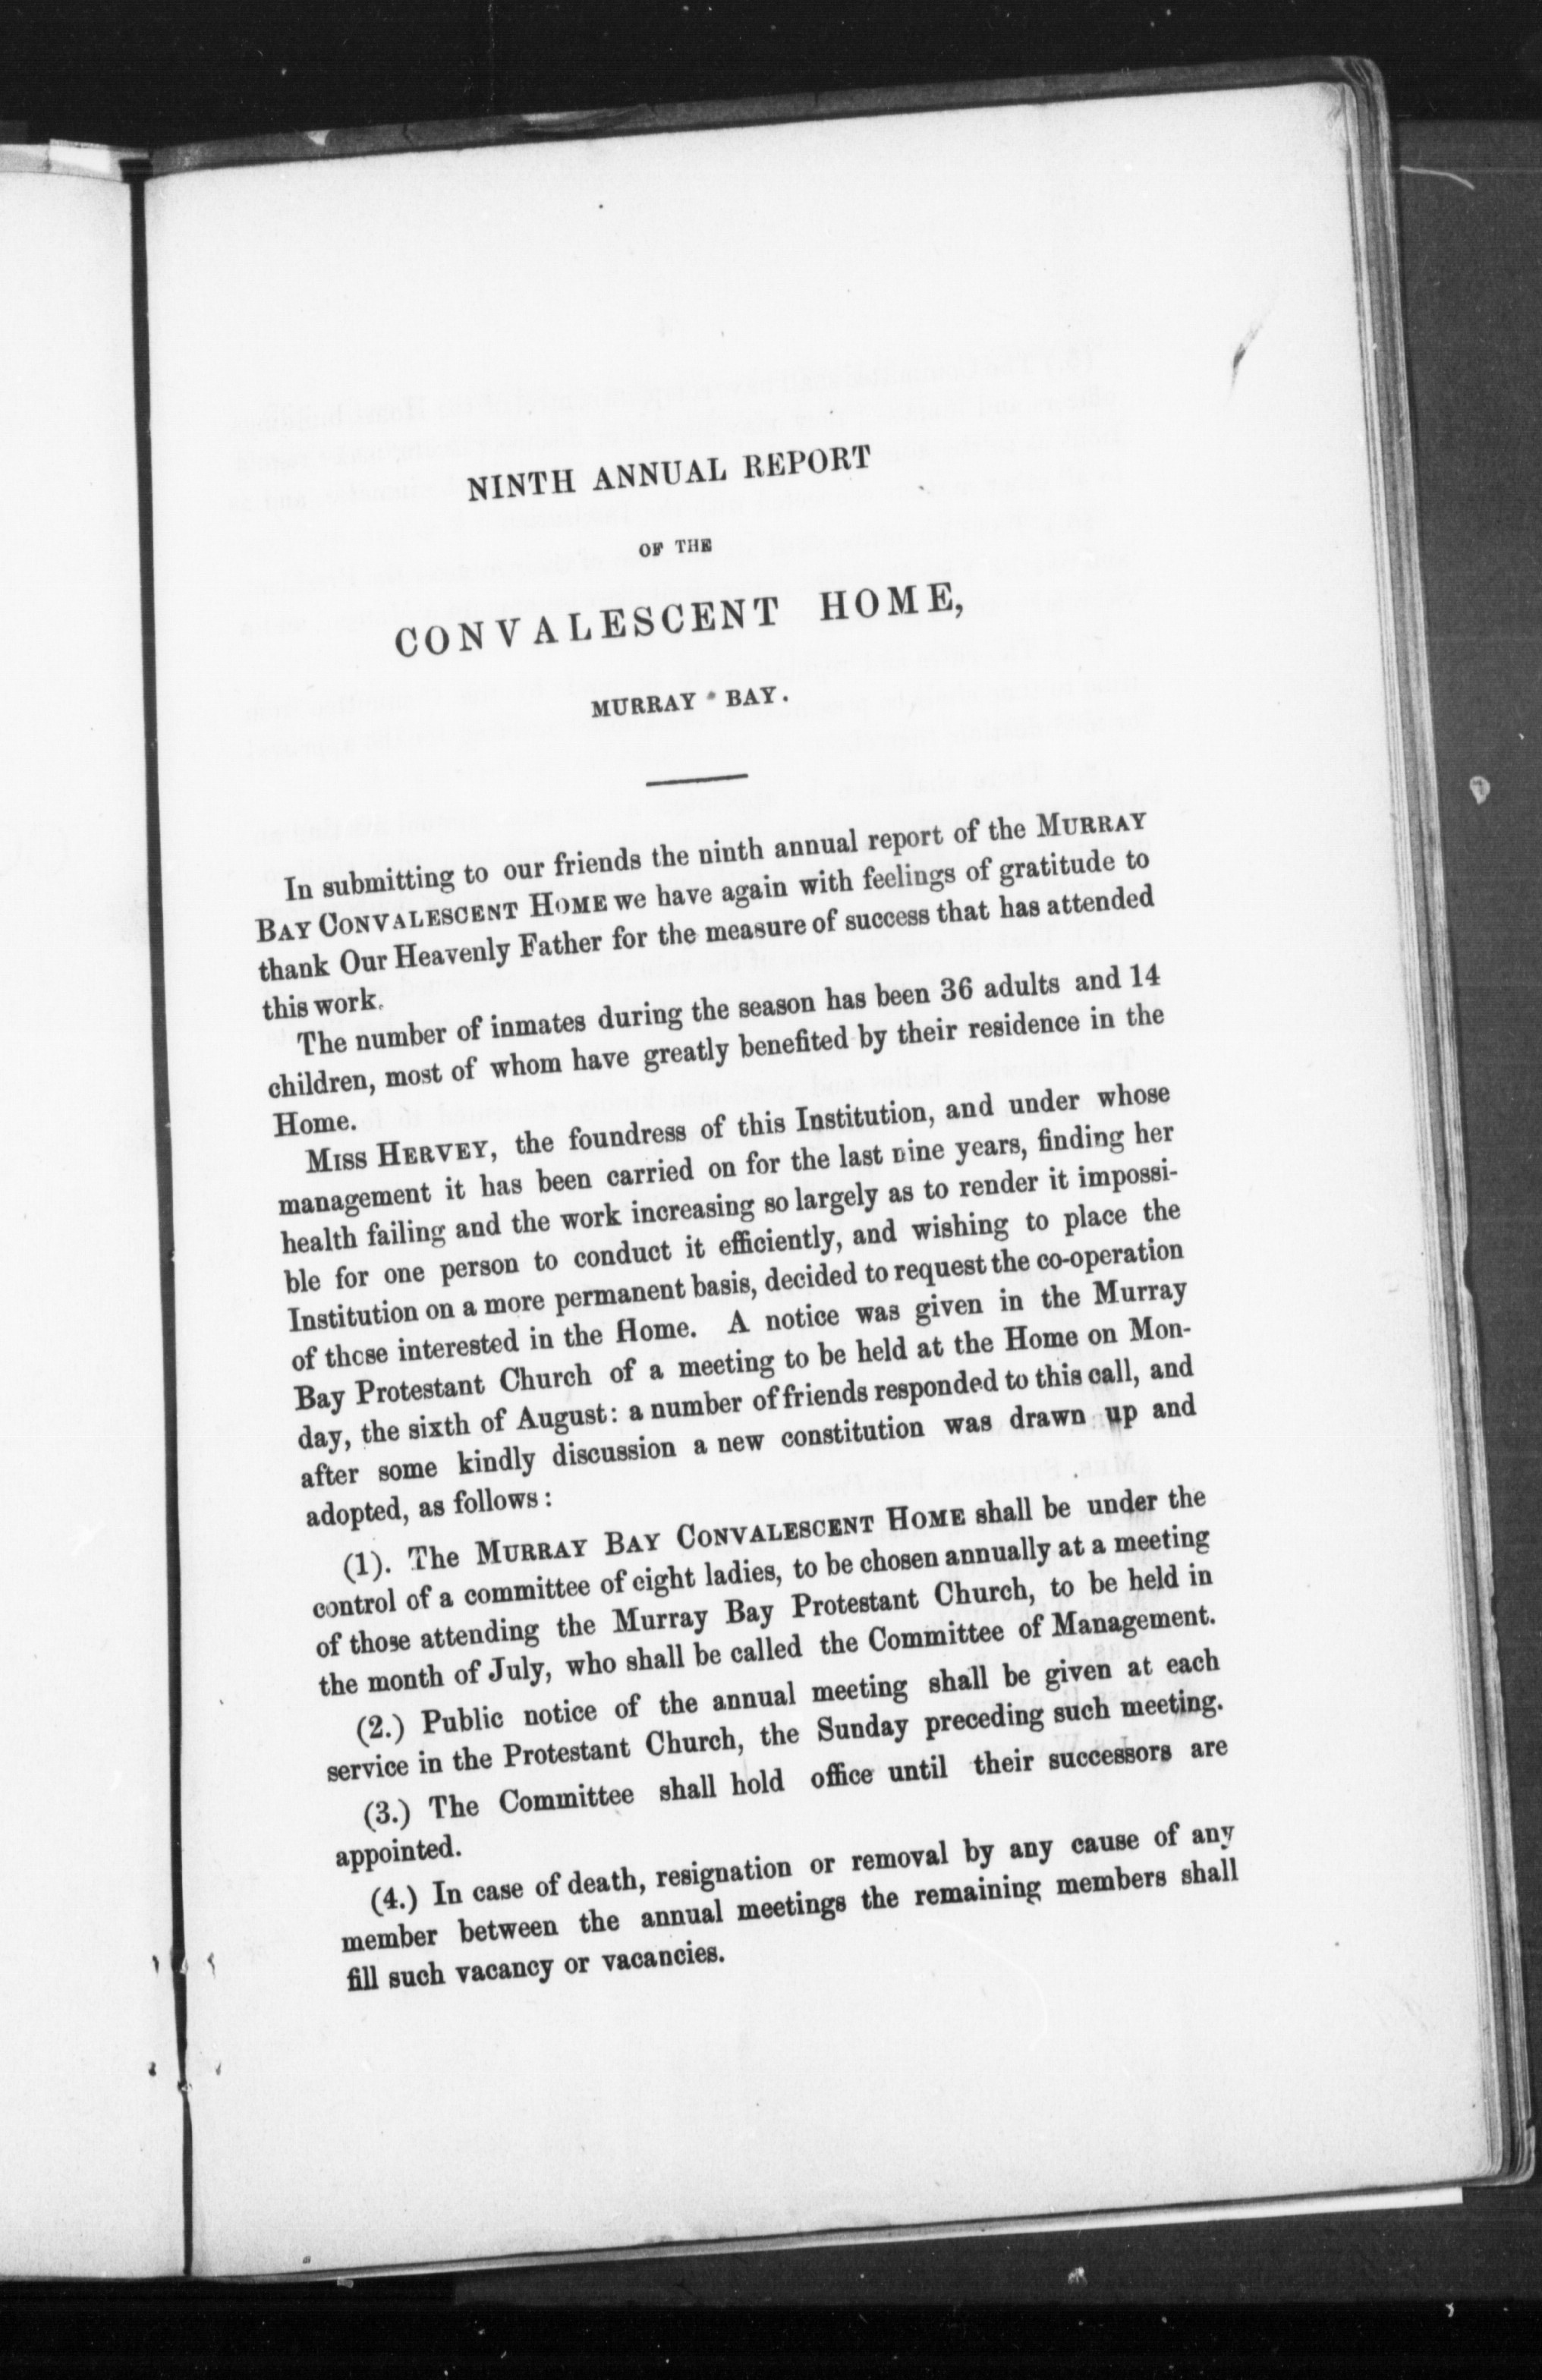 NINTH ANNUAL REPORT
OF THE
CONVALESCENT HOME,
MURRAY BAY.
In submitting to our friends the ninth annual report of the MURRAY
BAY CONVALESCENT HOME we have again with feelings of gratitude to
thank Our Heavenly Father for the measure of success that has attended
this work.
The number of inmates during the season has been 36 adults and 14
children, most of whom have greatly benefited by their residence in the
Home.
MISS HERVEY, the foundress of this Institution, and under whose
management it has been carried on for the last nine years, finding her
health failing and the work increasing so largely as to render it impossi-
ble for one person to conduct it efficiently, and wishing to place the
Institution on a more permanent basis, decided to request the co-operation
of those interested in the Home. A notice was given in the Murray
Bay Protestant Church of a meeting to be held at the Home on Mon-
day, the sixth of August: a number of friends responded to this call, and
after some kindly discussion a new constitution was drawn up and
adopted, as follows:
(1). The MURRAY BAY CONVALESCENT HOME shall be under the
control of a committee of eight ladies, to be chosen annually at a meeting
of those attending the Murray Bay Protestant Church, to be held in
the month of July, who shall be called the Committee of Management.
(2.) Public notice of the annual meeting shall be given at each
service in the Protestant Church, the Sunday preceding such meeting.
(3.) The Committee shall hold office until their successors are
appointed.
(4.) In case of death, resignation or removal by any cause of any
member between the annual meetings the remaining members shall
fill such vacancy or vacancies.